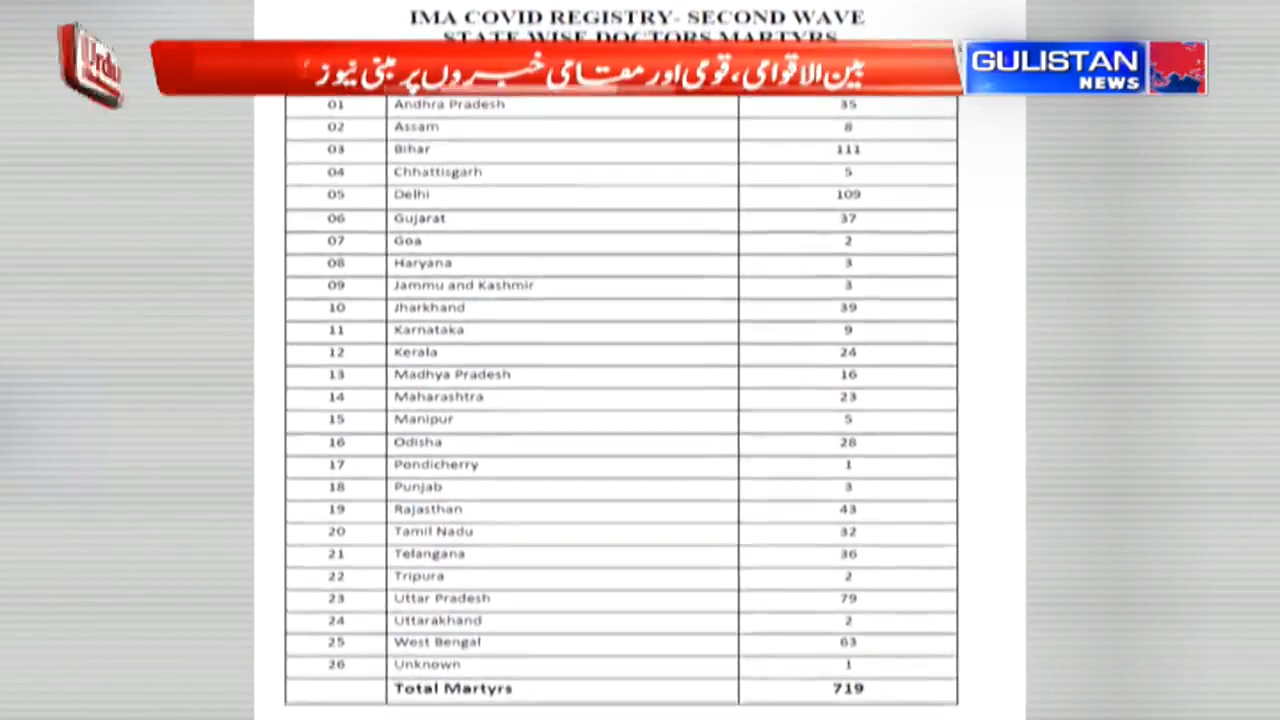 IMA COVID REGISTRY- SECOND WAVE
STATE WISE DOCTORS MARTYRS
Urdu
بین الاقوامی، قومی اور مقامی خبروں پر مبنی نیوز
GULISTAN
NEWS
01 Andhra Pradesh 35
02 Assam 8
03 Bihar 111
04 Chhattisgarh 5
05 Delhi 109
06 Gujarat 37
07 Goa 2
08 Haryana 3
09 Jammu and Kashmir 3
10 Jharkhand 39
11 Karnataka 9
12 Kerala 24
13 Madhya Pradesh 16
14 Maharashtra 23
15 Manipur 5
16 Odisha 28
17 Pondicherry 1
18 Punjab 3
19 Rajasthan 43
20 Tamil Nadu 32
21 Telangana 36
22 Tripura 2
23 Uttar Pradesh 79
24 Uttarakhand 2
25 West Bengal 63
26 Unknown 1
Total Martyrs 719